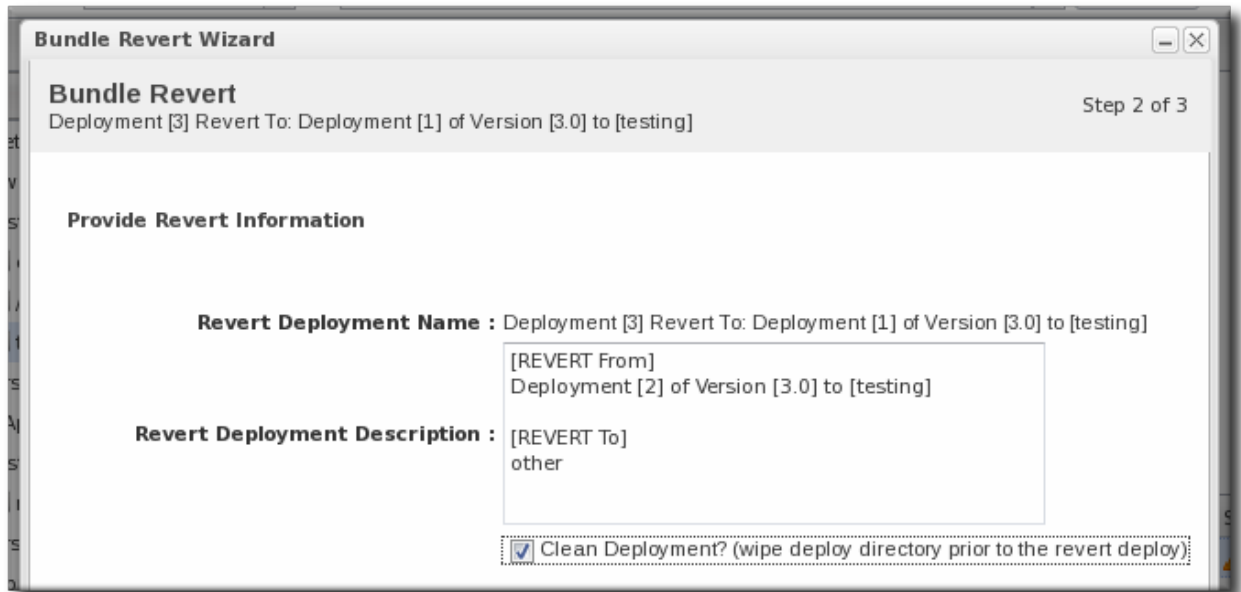 Bundle Revert Wizard
Bundle Revert
Deployment [3] Revert To: Deployment [1] of Version [3.0] to [testing]
Step 2 of 3
Provide Revert Information
Revert Deployment Name : Deployment [3] Revert To: Deployment [1] of Version [3.0] to [testing]
Revert Deployment Description :
[REVERT From]
Deployment [2] of Version [3.0] to [testing]
[REVERT To]
other
Clean Deployment? (wipe deploy directory prior to the revert deploy)